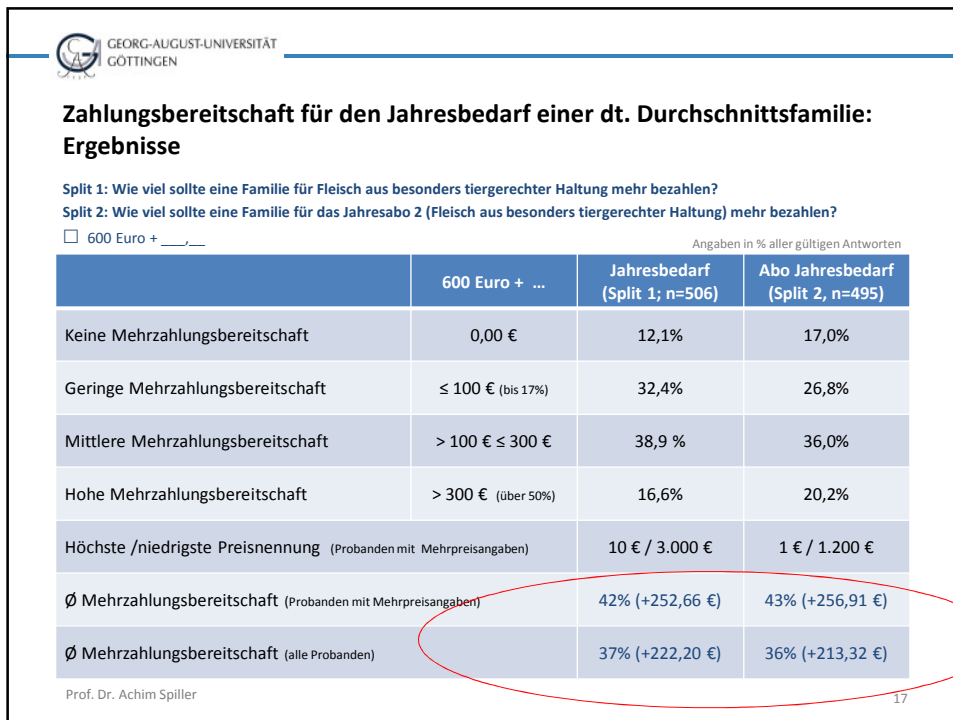 GEORG-AUGUST-UNIVERSITÄT
GÖTTINGEN
Zahlungsbereitschaft für den Jahresbedarf einer dt. Durchschnittsfamilie:
Ergebnisse
Split 1: Wie viel sollte eine Familie für Fleisch aus besonders tiergerechter Haltung mehr bezahlen?
Split 2: Wie viel sollte eine Familie für das Jahresabo 2 (Fleisch aus besonders tiergerechter Haltung) mehr bezahlen?
☐ 600 Euro + ___,__
Angaben in % aller gültigen Antworten
600 Euro + ... Jahresbedarf (Split 1; n=506) Abo Jahresbedarf (Split 2, n=495)
Keine Mehrzahlungsbereitschaft 0,00 € 12,1% 17,0%
Geringe Mehrzahlungsbereitschaft ≤ 100 € (bis 17%) 32,4% 26,8%
Mittlere Mehrzahlungsbereitschaft > 100 € ≤ 300 € 38,9 % 36,0%
Hohe Mehrzahlungsbereitschaft > 300 € (über 50%) 16,6% 20,2%
Höchste /niedrigste Preisnennung (Probanden mit Mehrpreisangaben) 10 € / 3.000 € 1 € / 1.200 €
Ø Mehrzahlungsbereitschaft (Probanden mit Mehrpreisangaben) 42% (+252,66 €) 43% (+256,91 €)
Ø Mehrzahlungsbereitschaft (alle Probanden) 37% (+222,20 €) 36% (+213,32 €)
Prof. Dr. Achim Spiller
17